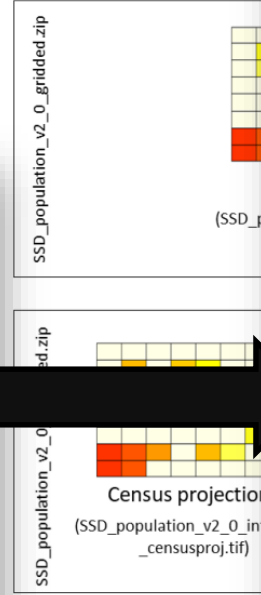 SSD_population_v2_0_gridded.zip
(SSD_p
ed.zip
SSD_population_v2_0
Census projection
(SSD_population_v2_0_in
_censusproj.tif)